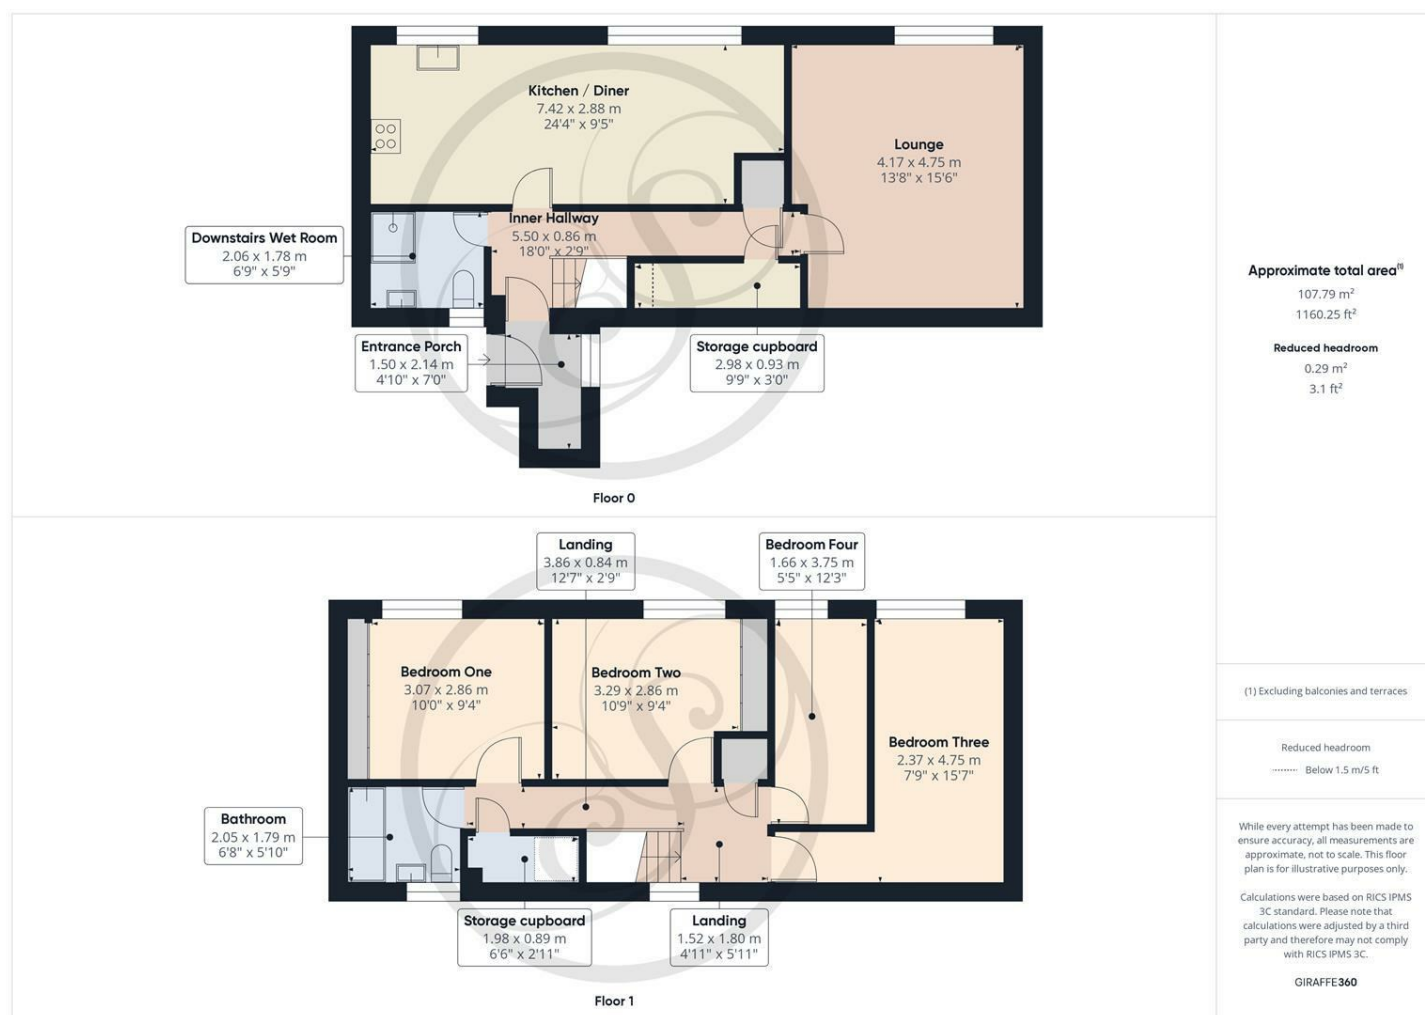 Kitchen / Diner
7.42 x 2.88 m
24'4" x 9'5"
Lounge
4.17 x 4.75 m
13'8" x 15'6"
Inner Hallway
5.50 x 0.86 m
18'0" x 2'9"
Downstairs Wet Room
2.06 x 1.78 m
6'9" x 5'9"
Entrance Porch
1.50 x 2.14 m
4'10" x 7'0"
Storage cupboard
2.98 x 0.93 m
9'9" x 3'0"
Floor 0
Landing
3.86 x 0.84 m
12'7" x 2'9"
Bedroom Four
1.66 x 3.75 m
5'5" x 12'3"
Bedroom One
3.07 x 2.86 m
10'0" x 9'4"
Bedroom Two
3.29 x 2.86 m
10'9" x 9'4"
Bedroom Three
2.37 x 4.75 m
7'9" x 15'7"
Bathroom
2.05 x 1.79 m
6'8" x 5'10"
Storage cupboard
1.98 x 0.89 m
6'6" x 2'11"
Landing
1.52 x 1.80 m
4'11" x 5'11"
Floor 1
Approximate total area(1)
107.79 m²
1160.25 ft²
Reduced headroom
0.29 m²
3.1 ft²
(1) Excluding balconies and terraces
Reduced headroom
Below 1.5 m/5 ft
While every attempt has been made to
ensure accuracy, all measurements are
approximate, not to scale. This floor
plan is for illustrative purposes only.
Calculations were based on RICS IPMS
3C standard. Please note that
calculations were adjusted by a third
party and therefore may not comply
with RICS IPMS 3C.
GIRAFFE360